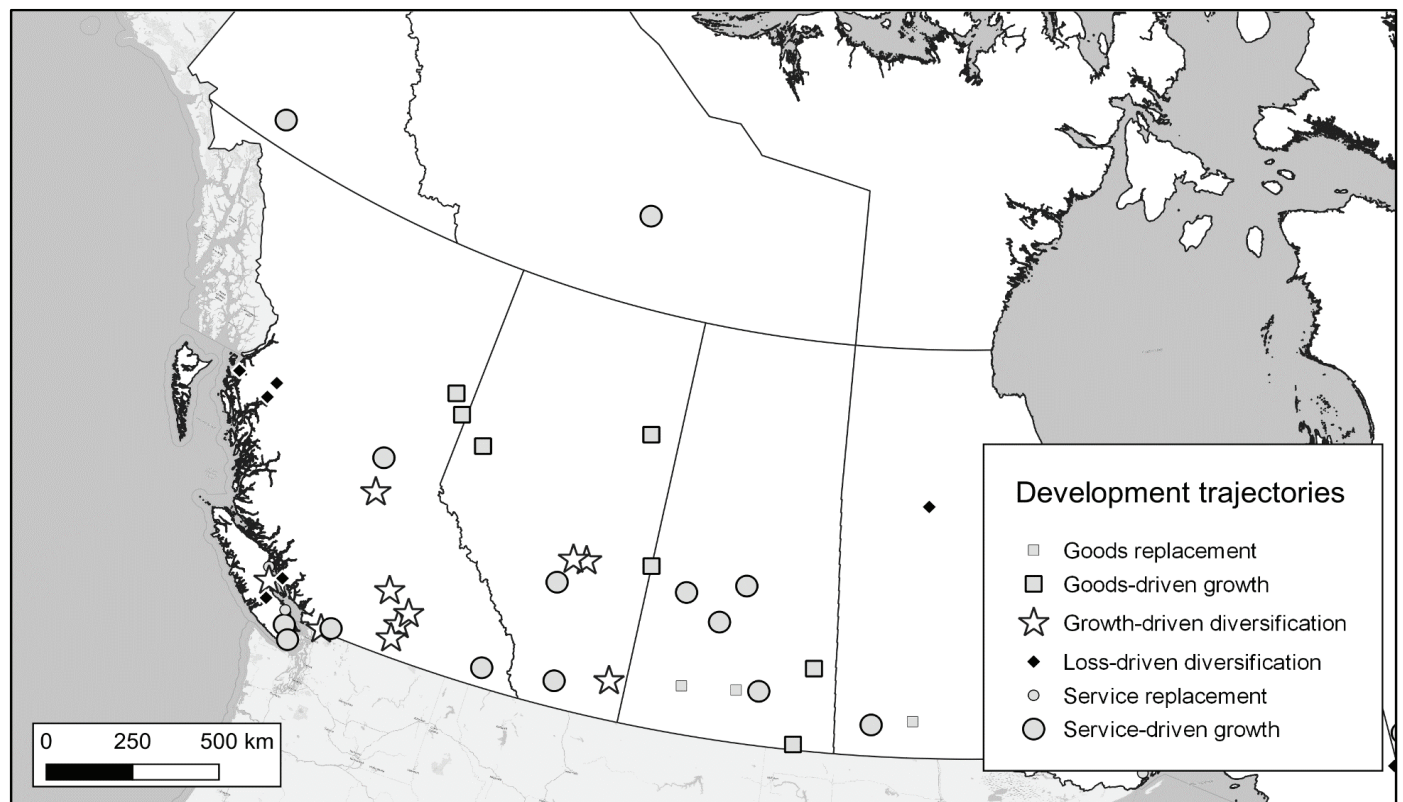 Development trajectories
Goods replacement
Goods-driven growth
Growth-driven diversification
Loss-driven diversification
Service replacement
Service-driven growth
0 250 500 km